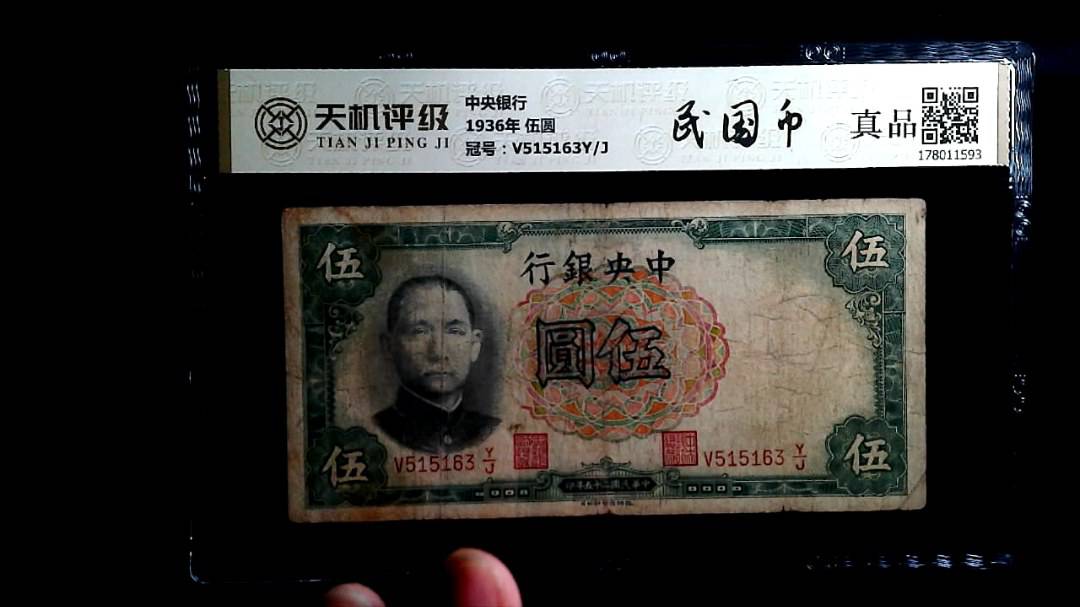 天机评级
TIAN JI PING JI
中央银行
1936年 伍圆
冠号：V515163Y/J
民国币
真品
178011593
伍
伍
行銀央中
圓伍
V515163 Y/J
V515163 Y/J
伍
伍